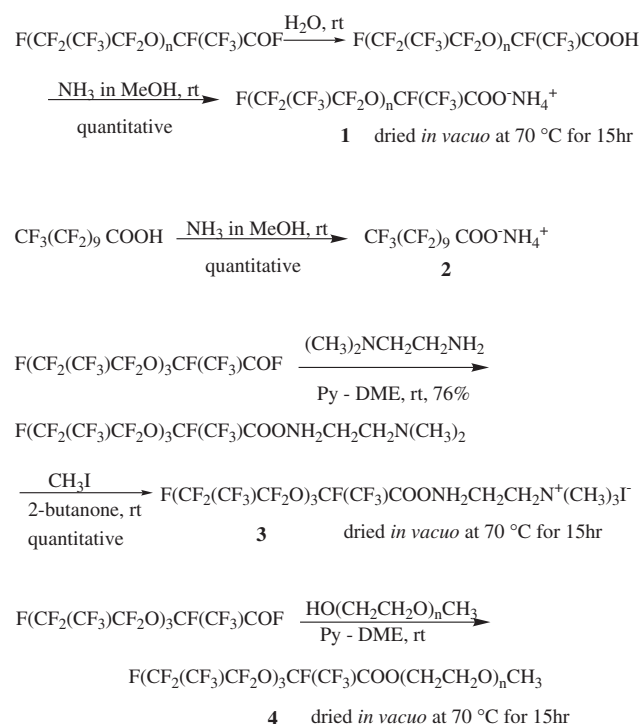 H₂O, rt
F(CF₂(CF₃)CF₂O)ₙCF(CF₃)COF F(CF₂(CF₃)CF₂O)ₙCF(CF₃)COOH
NH₃ in MeOH, rt
F(CF₂(CF₃)CF₂O)ₙCF(CF₃)COO⁻NH₄⁺
quantitative
1 dried in vacuo at 70 °C for 15hr
CF₃(CF₂)₉ COOH NH₃ in MeOH, rt CF₃(CF₂)₉ COO⁻NH₄⁺
quantitative
2
(CH₃)₂NCH₂CH₂NH₂
F(CF₂(CF₃)CF₂O)₃CF(CF₃)COF
Py - DME, rt, 76%
F(CF₂(CF₃)CF₂O)₃CF(CF₃)COONH₂CH₂CH₂N(CH₃)₂
CH₃I
F(CF₂(CF₃)CF₂O)₃CF(CF₃)COONH₂CH₂CH₂N⁺(CH₃)₃I⁻
2-butanone, rt
quantitative
3 dried in vacuo at 70 °C for 15hr
HO(CH₂CH₂O)ₙCH₃
F(CF₂(CF₃)CF₂O)₃CF(CF₃)COF
Py - DME, rt
F(CF₂(CF₃)CF₂O)₃CF(CF₃)COO(CH₂CH₂O)ₙCH₃
4 dried in vacuo at 70 °C for 15hr